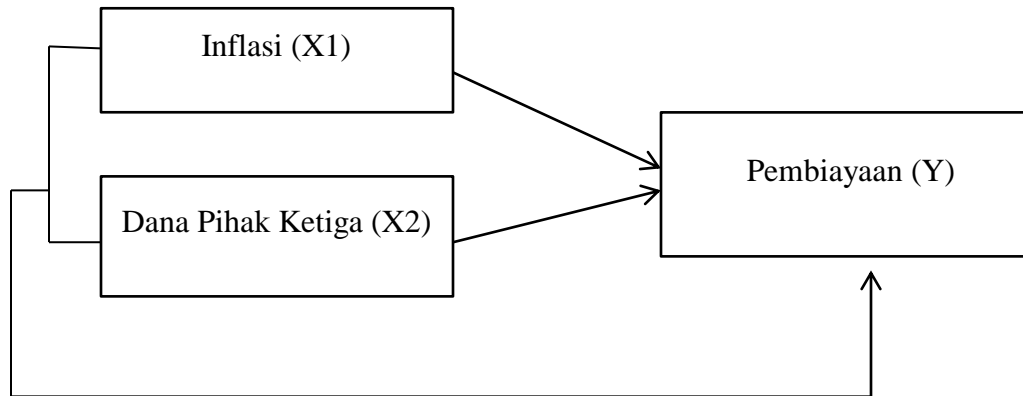 Inflasi (X1)
Dana Pihak Ketiga (X2)
Pembiayaan (Y)